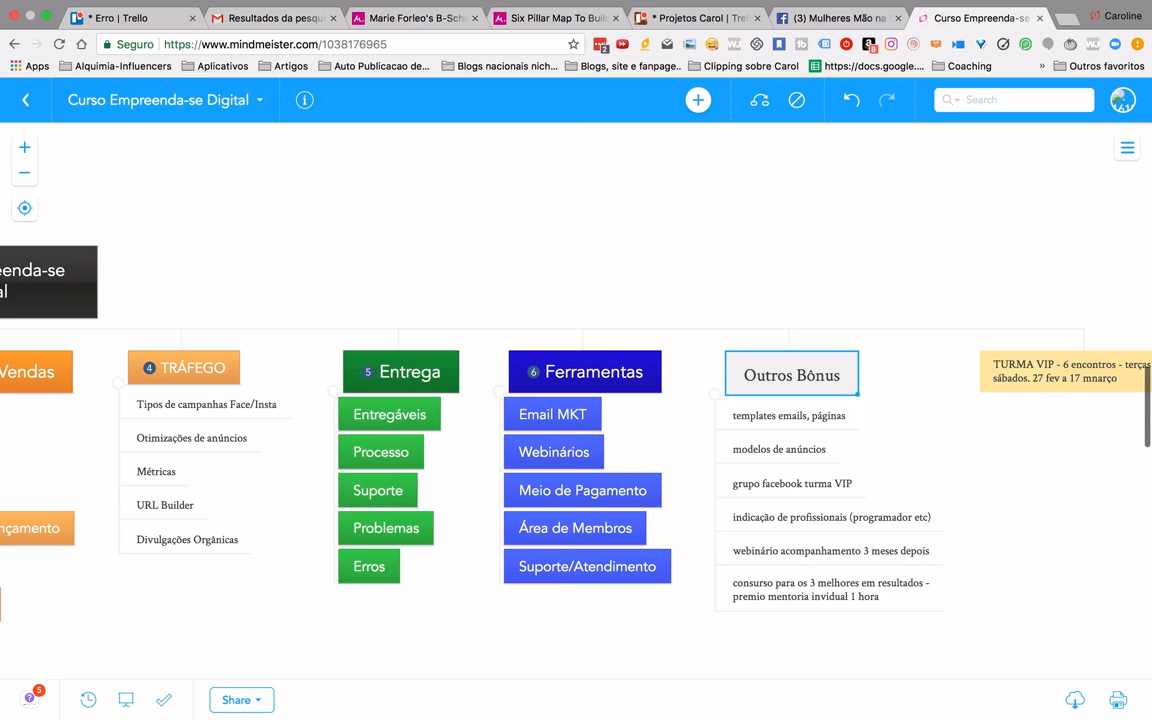 * Erro | Trello
Resultados da pesqu
Marie Forleo's B-Sch
Six Pillar Map To Buil
* Projetos Carol | Tre
(3) Mulheres Mão na
Curso Empreenda-se
Caroline
Seguro
https://www.mindmeister.com/1038176965
Apps
Alquimia-Influencers
Aplicativos
Artigos
Auto Publicacao de...
Blogs nacionais nich...
Blogs, site e fanpage..
Clipping sobre Carol
https://docs.google....
Coaching
»
Outros favoritos
Curso Empreenda-se Digital
Search
eenda-se
al
Vendas
4 TRÁFEGO
Tipos de campanhas Face/Insta
Otimizações de anúncios
Métricas
URL Builder
Divulgações Orgânicas
nçamento
5 Entrega
Entregáveis
Processo
Suporte
Problemas
Erros
6 Ferramentas
Email MKT
Webinários
Meio de Pagamento
Área de Membros
Suporte/Atendimento
Outros Bônus
templates emails, páginas
modelos de anúncios
grupo facebook turma VIP
indicação de profissionais (programador etc)
webinário acompanhamento 3 meses depois
consurso para os 3 melhores em resultados -
premio mentoria invidual 1 hora
TURMA VIP - 6 encontros - terças
sábados. 27 fev a 17 mnarço
5
Share